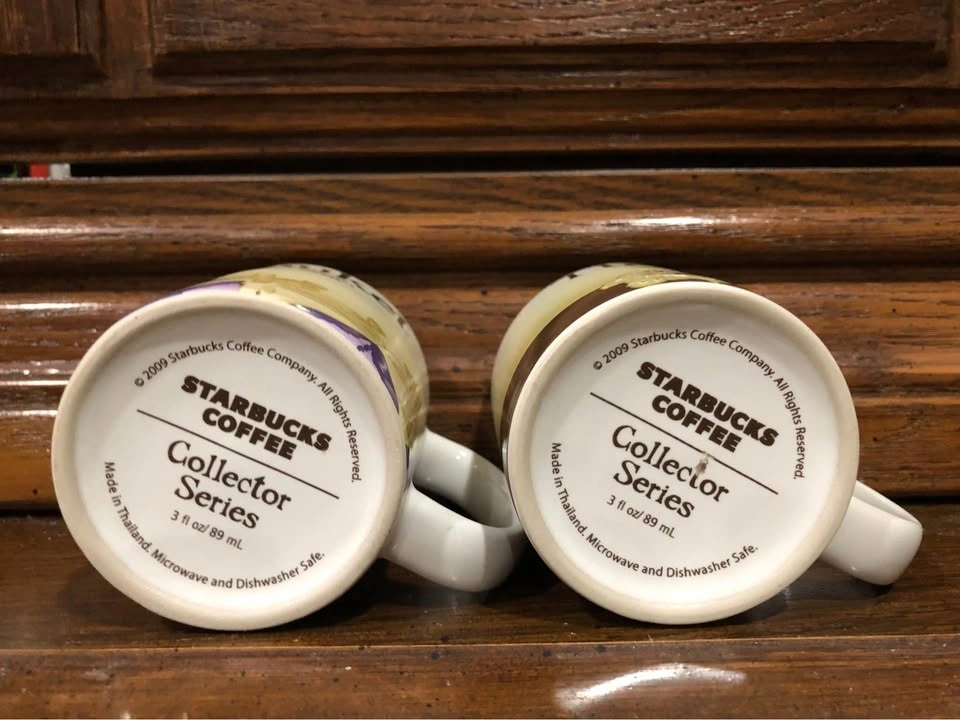 © 2009 Starbucks Coffee Company. All Rights Reserved.
STARBUCKS
COFFEE
Collector
Series
3 fl oz/ 89 mL
Made in Thailand. Microwave and Dishwasher Safe.
© 2009 Starbucks Coffee Company. All Rights Reserved.
STARBUCKS
COFFEE
Collector
Series
3 fl oz/ 89 mL
Made in Thailand. Microwave and Dishwasher Safe.